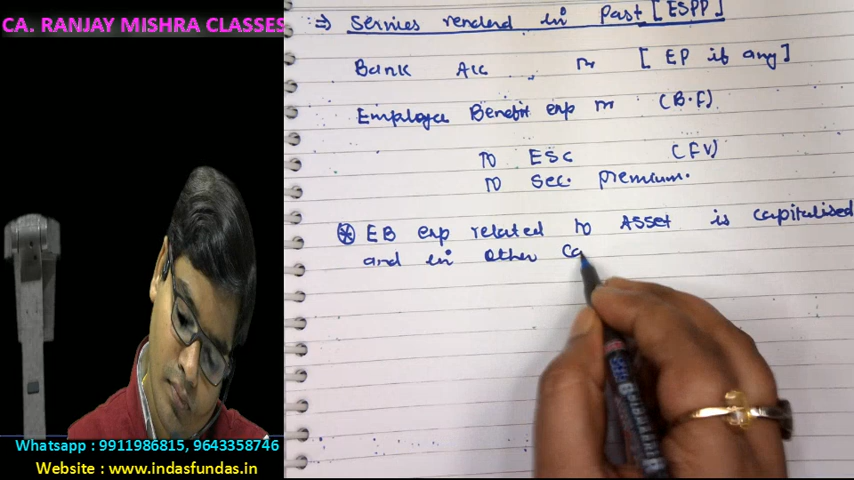 CA. RANJAY MISHRA CLASSES
⇒ Services renderd in Past [ESPP]
Bank A/c Dr [EP if any]
Employee Benefit exp Dr (B.F)
To ESC (FV)
To Sec. premium.
* EB exp related to Asset is capitalised
and in other Ca
Whatsapp : 9911986815, 9643358746
Website : www.indasfundas.in